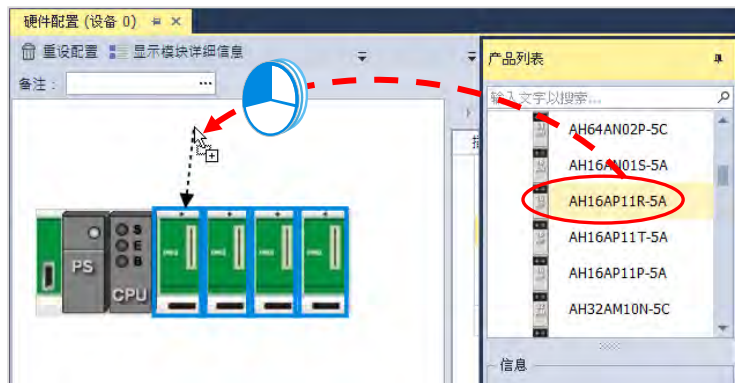 硬件配置 (设备 0)
重设配置 显示模块详细信息
备注： ...
产品列表
输入文字以搜索...
AH64AN02P-5C
AH16AN01S-5A
AH16AP11R-5A
AH16AP11T-5A
AH16AP11P-5A
AH32AM10N-5C
PS
CPU
S
E
B
信息